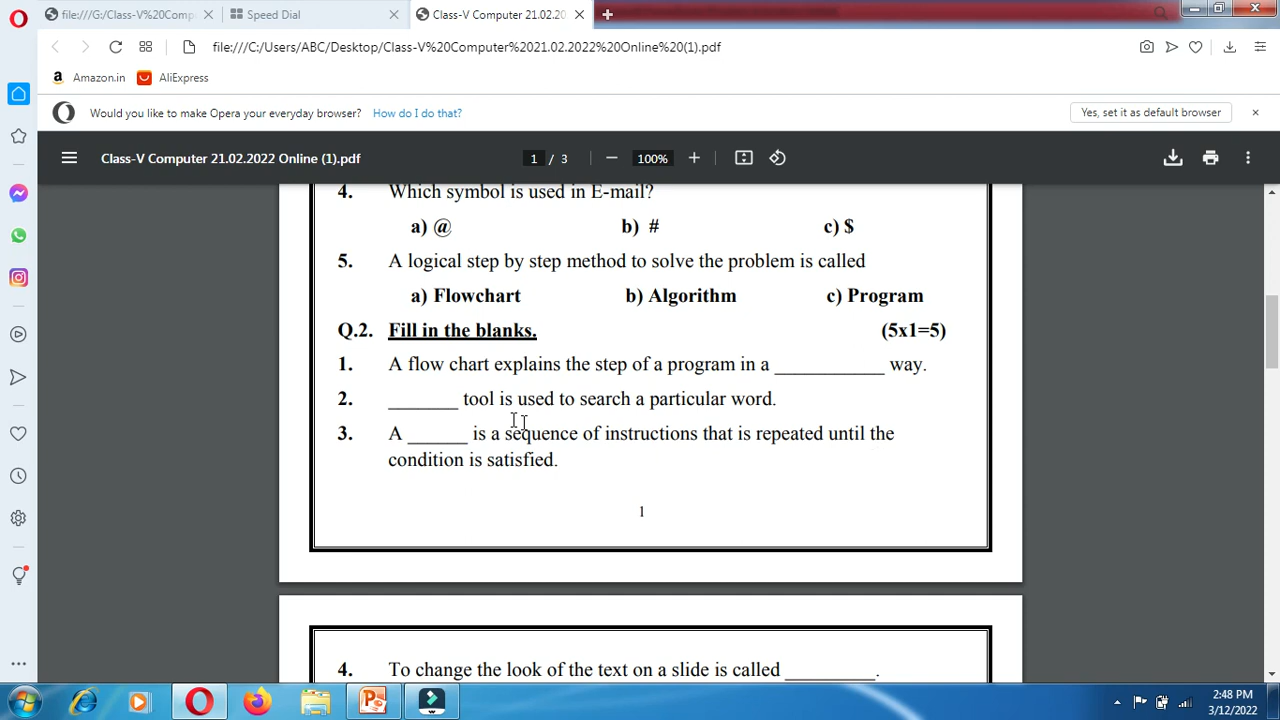 file:///G:/Class-V%20Comp
Speed Dial
Class-V Computer 21.02.20
file:///C:/Users/ABC/Desktop/Class-V%20Computer%2021.02.2022%20Online%20(1).pdf
Amazon.in
AliExpress
Would you like to make Opera your everyday browser? How do I do that?
Yes, set it as default browser
Class-V Computer 21.02.2022 Online (1).pdf
1 / 3
100%
4. Which symbol is used in E-mail?
a) @ b) # c) $
5. A logical step by step method to solve the problem is called
a) Flowchart b) Algorithm c) Program
Q.2. Fill in the blanks. (5x1=5)
1. A flow chart explains the step of a program in a ___________ way.
2. _______ tool is used to search a particular word.
3. A ______ is a sequence of instructions that is repeated until the
condition is satisfied.
1
4. To change the look of the text on a slide is called _________.
2:48 PM
3/12/2022